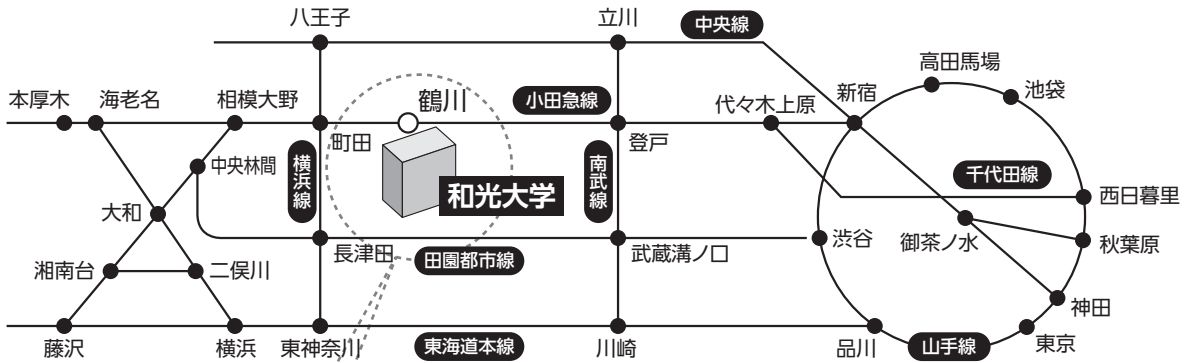 八王子
立川
中央線
高田馬場
池袋
本厚木
海老名
相模大野
鶴川
小田急線
代々木上原
新宿
町田
登戸
中央林間
横浜線
南武線
千代田線
和光大学
西日暮里
大和
御茶ノ水
秋葉原
渋谷
長津田
田園都市線
武蔵溝ノ口
湘南台
二俣川
神田
藤沢
横浜
東神奈川
東海道本線
川崎
品川
山手線
東京